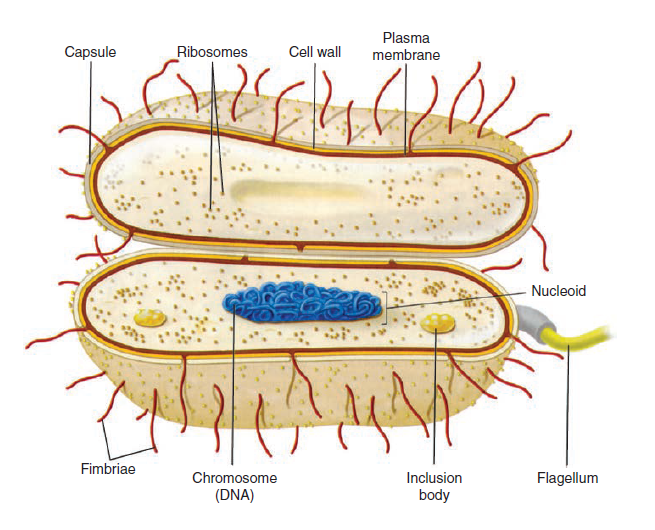 Capsule
Ribosomes
Cell wall
Plasma
membrane
Nucleoid
Fimbriae
Chromosome
(DNA)
Inclusion
body
Flagellum